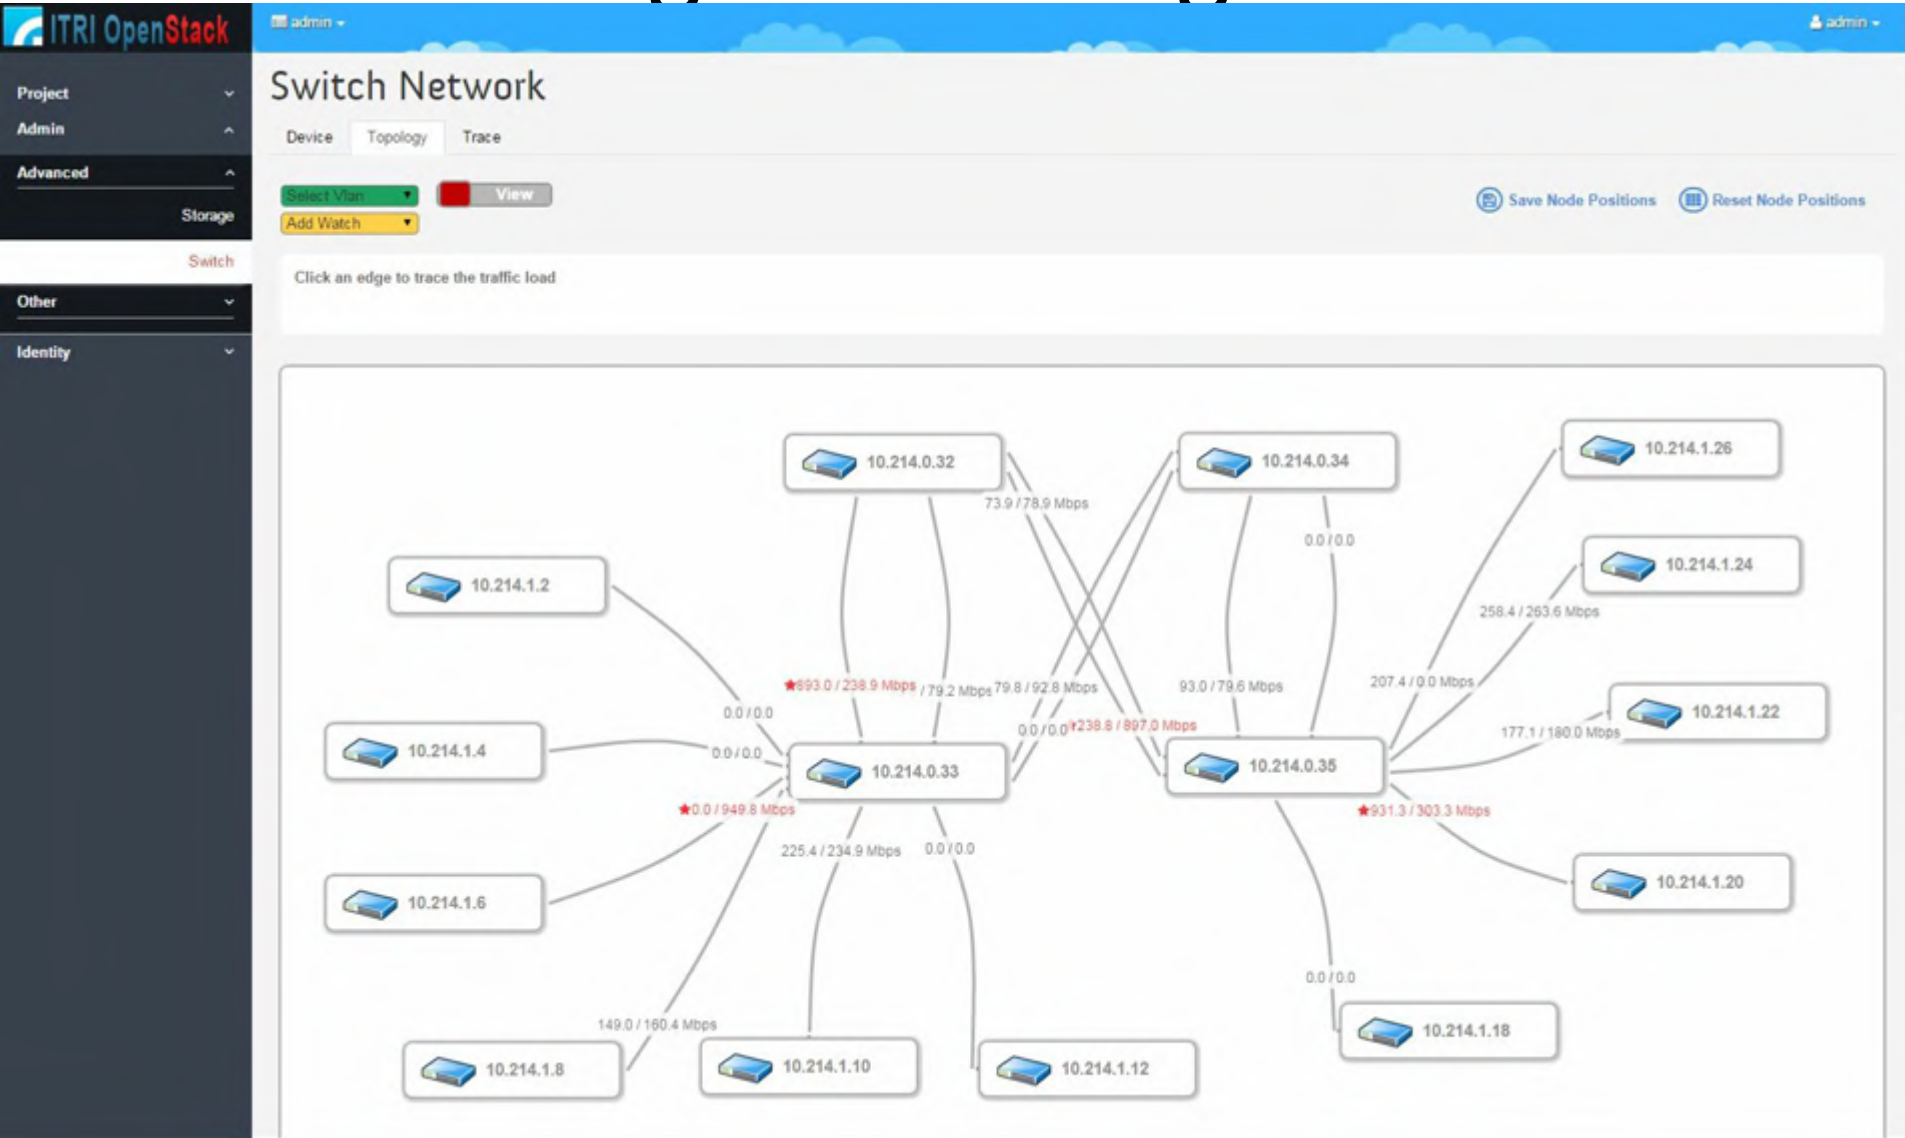 ITRI OpenStack
admin
admin
Project
Admin
Advanced
Storage
Switch
Other
Identity
Switch Network
Device
Topology
Trace
Select Vlan
View
Add Watch
Save Node Positions
Reset Node Positions
Click an edge to trace the traffic load
10.214.0.32
10.214.0.34
10.214.1.26
73.9 / 78.9 Mbps
0.0 / 0.0
10.214.1.24
10.214.1.2
258.4 / 263.6 Mbps
★893.0 / 238.9 Mbps
/ 79.2 Mbps
79.8 / 92.8 Mbps
93.0 / 79.6 Mbps
207.4 / 0.0 Mbps
0.0 / 0.0
10.214.1.22
0.0 / 0.0
238.8 / 897.0 Mbps
177.1 / 180.0 Mbps
10.214.1.4
0.0 / 0.0
10.214.0.33
10.214.0.35
★0.0 / 949.8 Mbps
★931.3 / 303.3 Mbps
225.4 / 234.9 Mbps
0.0 / 0.0
10.214.1.20
10.214.1.6
0.0 / 0.0
149.0 / 160.4 Mbps
10.214.1.18
10.214.1.8
10.214.1.10
10.214.1.12